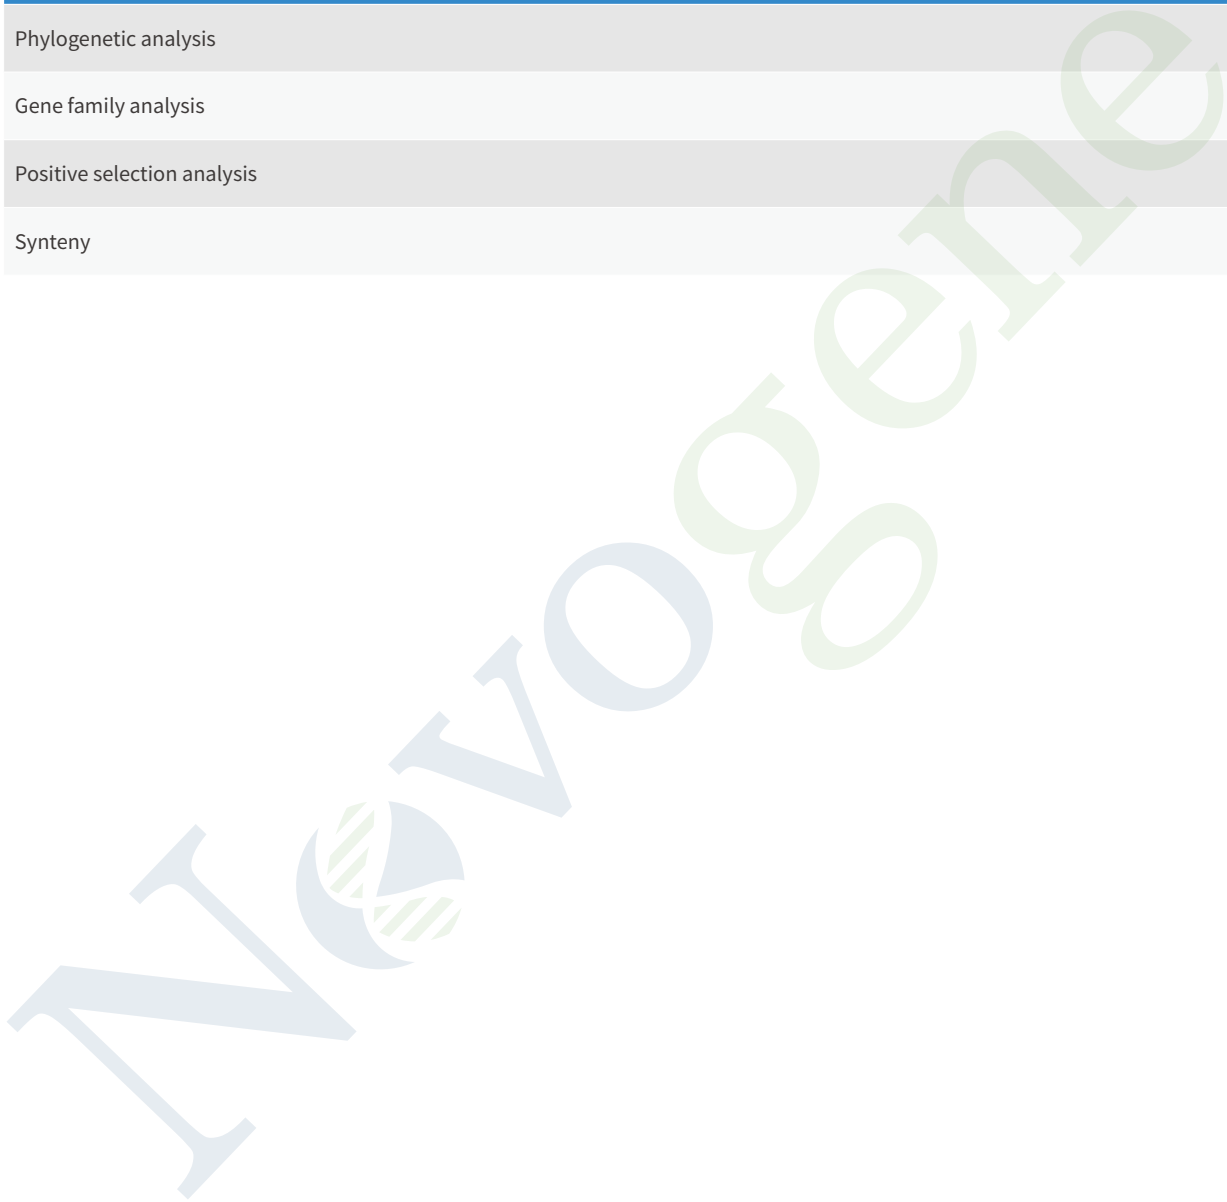 Phylogenetic analysis
Gene family analysis
Positive selection analysis
Synteny
Novogene